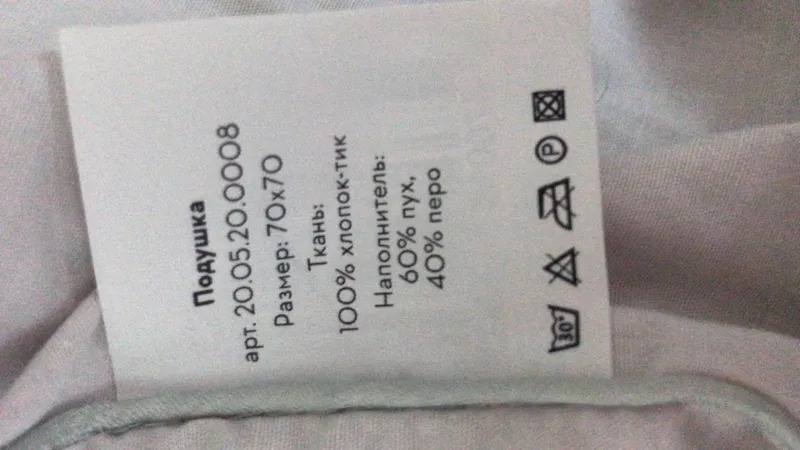 Подушка
арт. 20.05.20.0008
Размер: 70х70
Ткань:
100% хлопок-тик
Наполнитель:
60% пух,
40% перо
30°
P